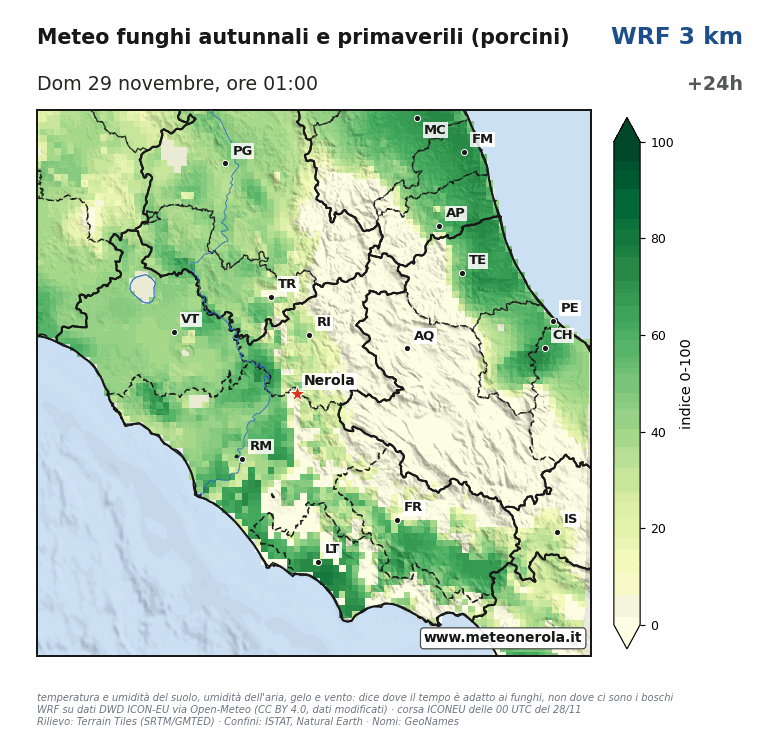 Meteo funghi autunnali e primaverili (porcini)
WRF 3 km
Dom 29 novembre, ore 01:00
+24h
MC
FM
PG
AP
TE
TR
PE
VT
RI
AQ
CH
Nerola
RM
FR
IS
LT
www.meteonerola.it
100
80
60
40
20
0
indice 0-100
temperatura e umidità del suolo, umidità dell'aria, gelo e vento: dice dove il tempo è adatto ai funghi, non dove ci sono i boschi
WRF su dati DWD ICON-EU via Open-Meteo (CC BY 4.0, dati modificati) · corsa ICONEU delle 00 UTC del 28/11
Rilievo: Terrain Tiles (SRTM/GMTED) · Confini: ISTAT, Natural Earth · Nomi: GeoNames